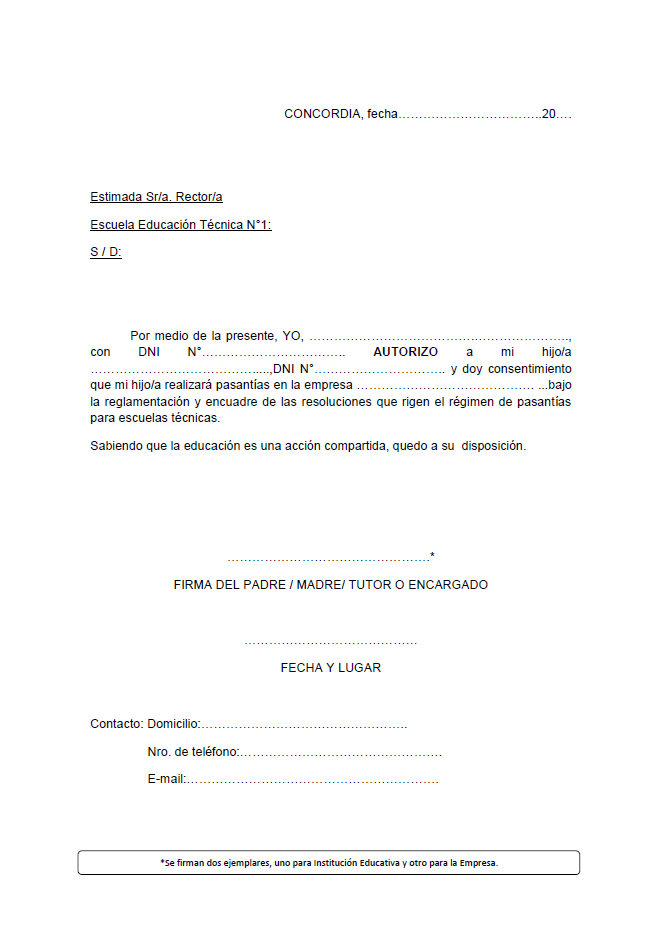 CONCORDIA, fecha……………………………..20….
Estimada Sr/a. Rector/a
Escuela Educación Técnica N°1:
S / D:
Por medio de la presente, YO, ………………………………………………………,
con DNI N°……………………………. AUTORIZO a mi hijo/a
………………………………….....,DNI N°………………………….. y doy consentimiento
que mi hijo/a realizará pasantías en la empresa ……………………………………. ...bajo
la reglamentación y encuadre de las resoluciones que rigen el régimen de pasantías
para escuelas técnicas.
Sabiendo que la educación es una acción compartida, quedo a su  disposición.
………………………………………….*
FIRMA DEL PADRE / MADRE/ TUTOR O ENCARGADO
……………………………………
FECHA Y LUGAR
Contacto: Domicilio:…………………………………………..
Nro. de teléfono:………………………………………….
E-mail:…………………………………………………….
*Se firman dos ejemplares, uno para Institución Educativa y otro para la Empresa.